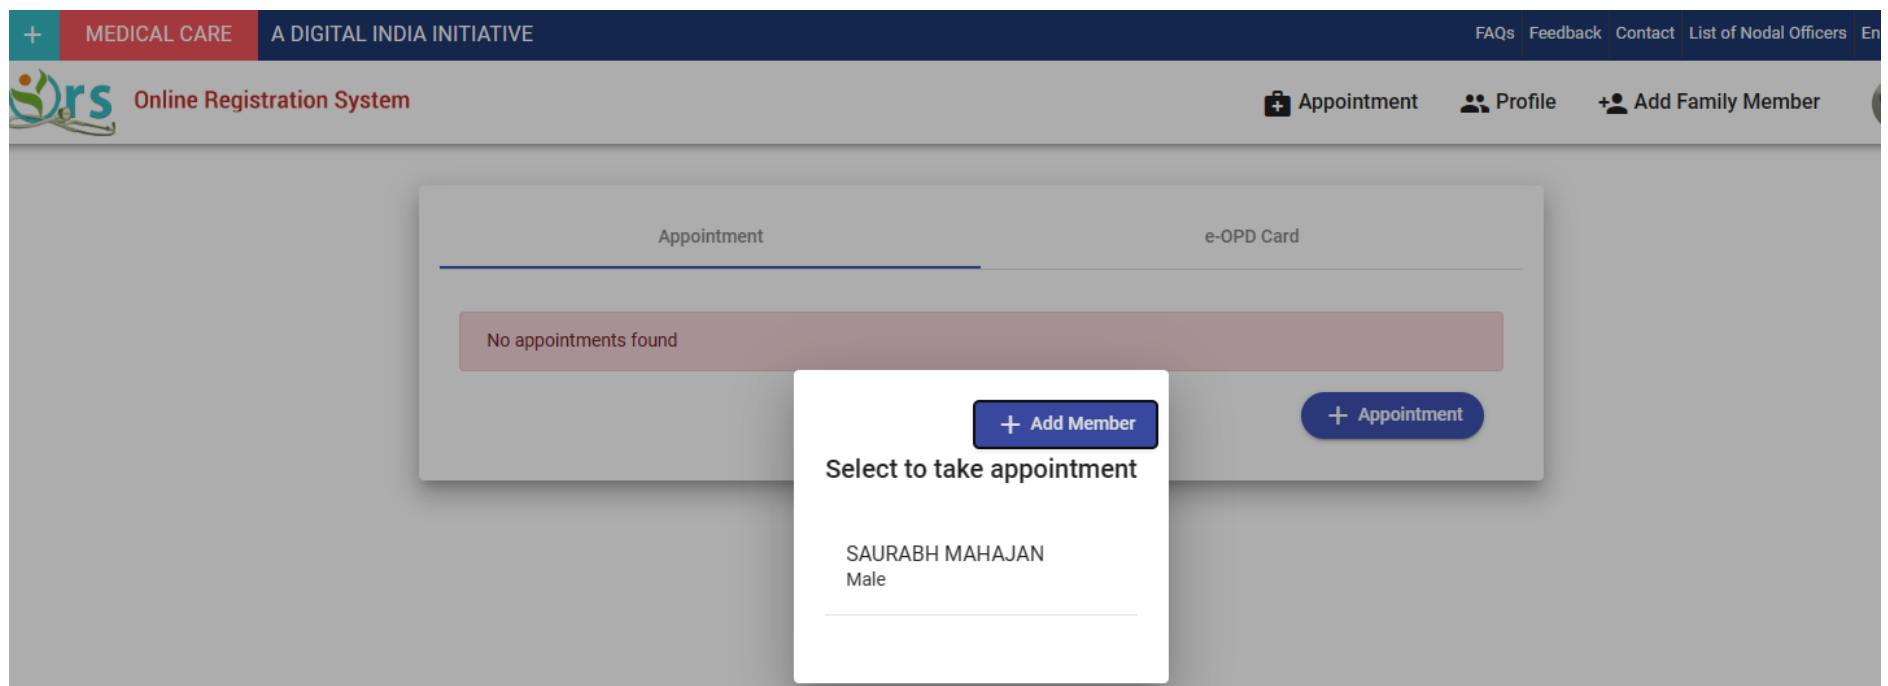 + MEDICAL CARE A DIGITAL INDIA INITIATIVE FAQs Feedback Contact List of Nodal Officers En
Ors Online Registration System Appointment Profile Add Family Member
Appointment e-OPD Card
No appointments found
+ Appointment
+ Add Member
Select to take appointment
SAURABH MAHAJAN
Male